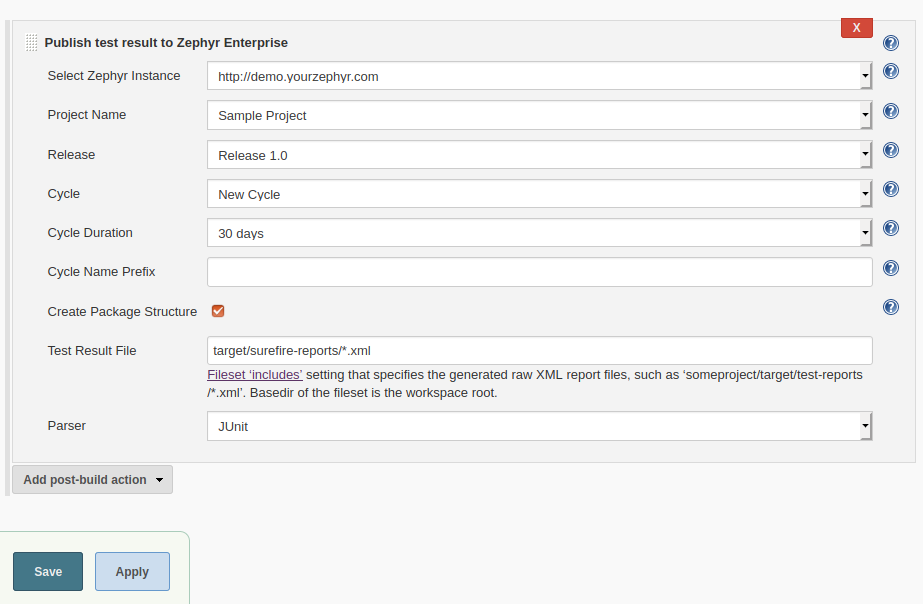 X
Publish test result to Zephyr Enterprise
Select Zephyr Instance
http://demo.yourzephyr.com
Project Name
Sample Project
Release
Release 1.0
Cycle
New Cycle
Cycle Duration
30 days
Cycle Name Prefix
Create Package Structure
Test Result File
target/surefire-reports/*.xml
Fileset ‘includes’ setting that specifies the generated raw XML report files, such as ‘someproject/target/test-reports
/*.xml’. Basedir of the fileset is the workspace root.
Parser
JUnit
Add post-build action
Save
Apply